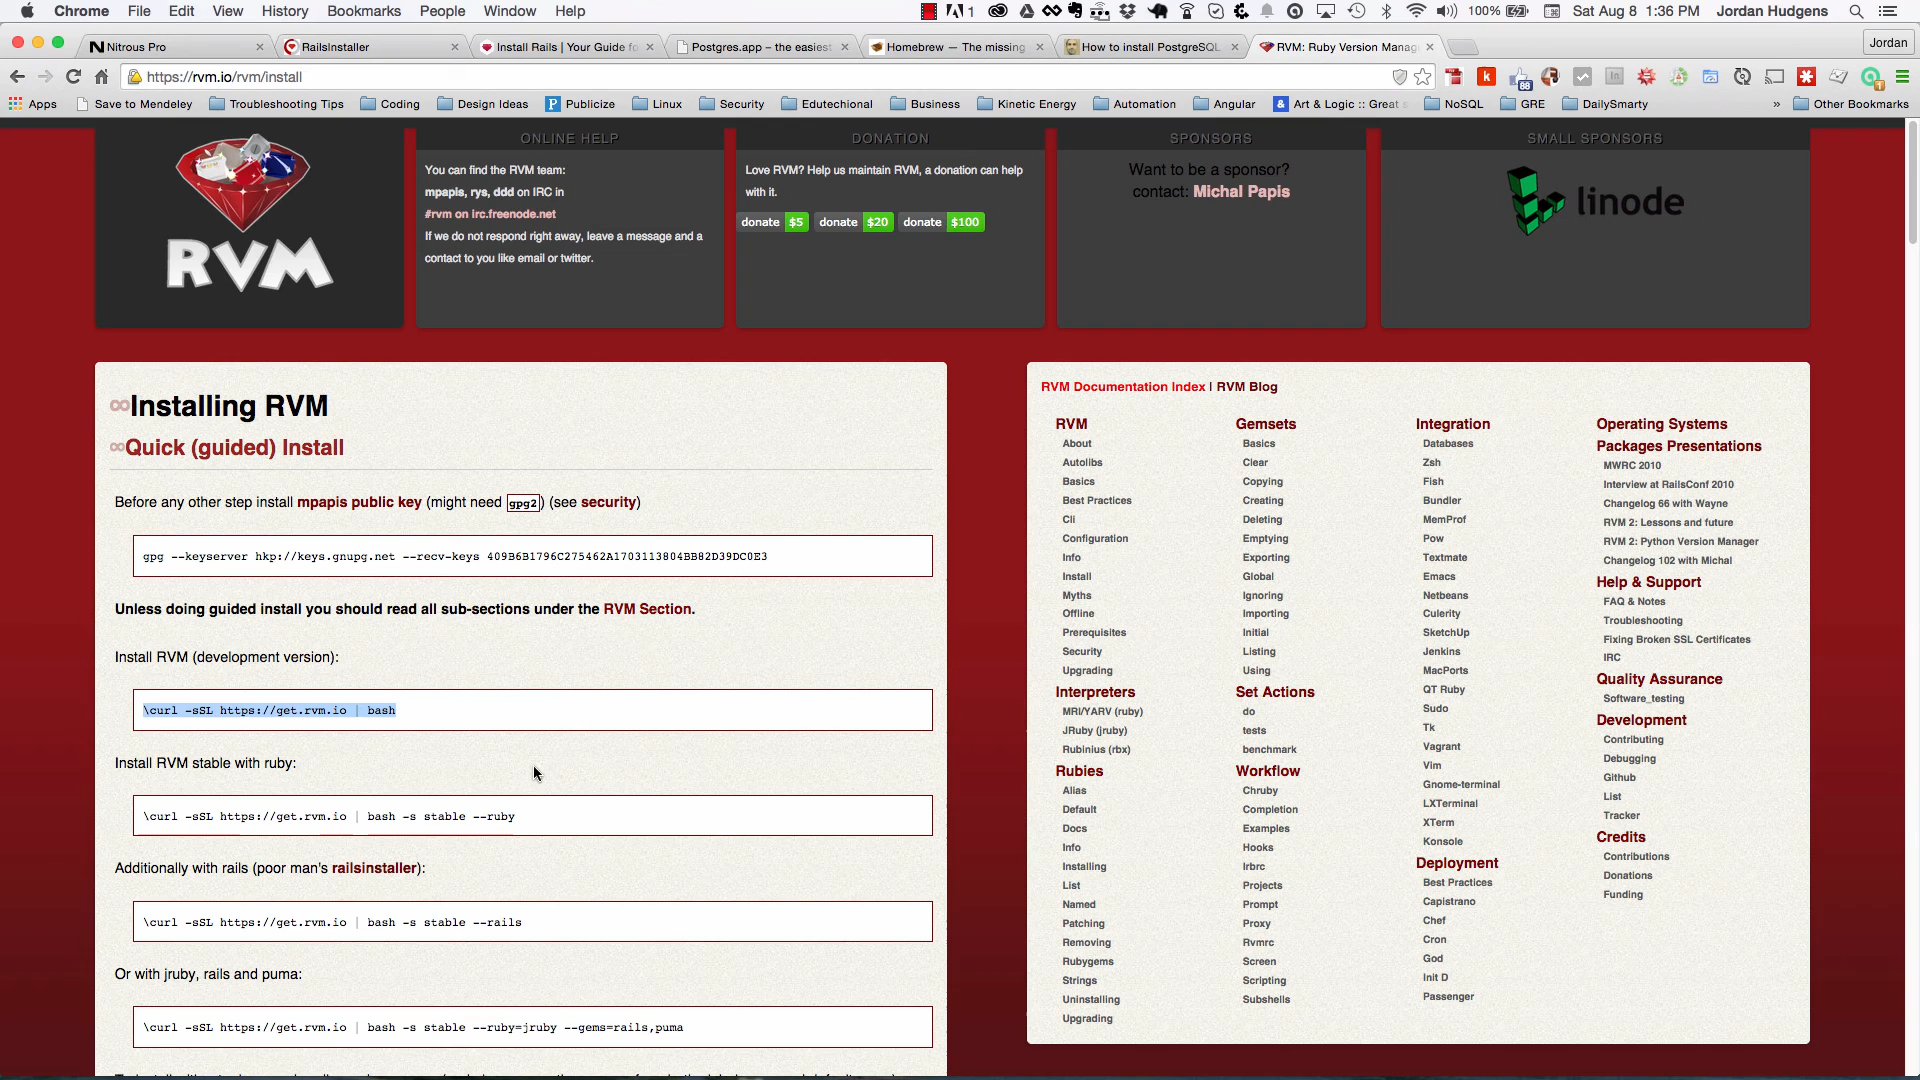 Chrome File Edit View History Bookmarks People Window Help
1 100% Sat Aug 8 1:36 PM Jordan Hudgens
Nitrous Pro
RailsInstaller
Install Rails | Your Guide fo
Postgres.app – the easiest
Homebrew — The missing
How to install PostgreSQL
RVM: Ruby Version Manag
Jordan
https://rvm.io/rvm/install
Apps Save to Mendeley Troubleshooting Tips Coding Design Ideas Publicize Linux Security Edutechional Business Kinetic Energy Automation Angular Art & Logic :: Great s NoSQL GRE DailySmarty » Other Bookmarks
RVM
ONLINE HELP
You can find the RVM team:
mpapis, rys, ddd on IRC in
#rvm on irc.freenode.net
If we do not respond right away, leave a message and a
contact to you like email or twitter.
DONATION
Love RVM? Help us maintain RVM, a donation can help
with it.
donate $5 donate $20 donate $100
SPONSORS
Want to be a sponsor?
contact: Michal Papis
SMALL SPONSORS
linode
Installing RVM
Quick (guided) Install
Before any other step install mpapis public key (might need gpg2) (see security)
gpg --keyserver hkp://keys.gnupg.net --recv-keys 409B6B1796C275462A1703113804BB82D39DC0E3
Unless doing guided install you should read all sub-sections under the RVM Section.
Install RVM (development version):
\curl -sSL https://get.rvm.io | bash
Install RVM stable with ruby:
\curl -sSL https://get.rvm.io | bash -s stable --ruby
Additionally with rails (poor man's railsinstaller):
\curl -sSL https://get.rvm.io | bash -s stable --rails
Or with jruby, rails and puma:
\curl -sSL https://get.rvm.io | bash -s stable --ruby=jruby --gems=rails,puma
RVM Documentation Index | RVM Blog
RVM
About
Autolibs
Basics
Best Practices
Cli
Configuration
Info
Install
Myths
Offline
Prerequisites
Security
Upgrading
Interpreters
MRI/YARV (ruby)
JRuby (jruby)
Rubinius (rbx)
Rubies
Alias
Default
Docs
Info
Installing
List
Named
Patching
Removing
Rubygems
Strings
Uninstalling
Upgrading
Gemsets
Basics
Clear
Copying
Creating
Deleting
Emptying
Exporting
Global
Ignoring
Importing
Initial
Listing
Using
Set Actions
do
tests
benchmark
Workflow
Chruby
Completion
Examples
Hooks
Irbrc
Projects
Prompt
Proxy
Rvmrc
Screen
Scripting
Subshells
Integration
Databases
Zsh
Fish
Bundler
MemProf
Pow
Textmate
Emacs
Netbeans
Culerity
SketchUp
Jenkins
MacPorts
QT Ruby
Sudo
Tk
Vagrant
Vim
Gnome-terminal
LXTerminal
XTerm
Konsole
Deployment
Best Practices
Capistrano
Chef
Cron
God
Init D
Passenger
Operating Systems
Packages Presentations
MWRC 2010
Interview at RailsConf 2010
Changelog 66 with Wayne
RVM 2: Lessons and future
RVM 2: Python Version Manager
Changelog 102 with Michal
Help & Support
FAQ & Notes
Troubleshooting
Fixing Broken SSL Certificates
IRC
Quality Assurance
Software_testing
Development
Contributing
Debugging
Github
List
Tracker
Credits
Contributions
Donations
Funding